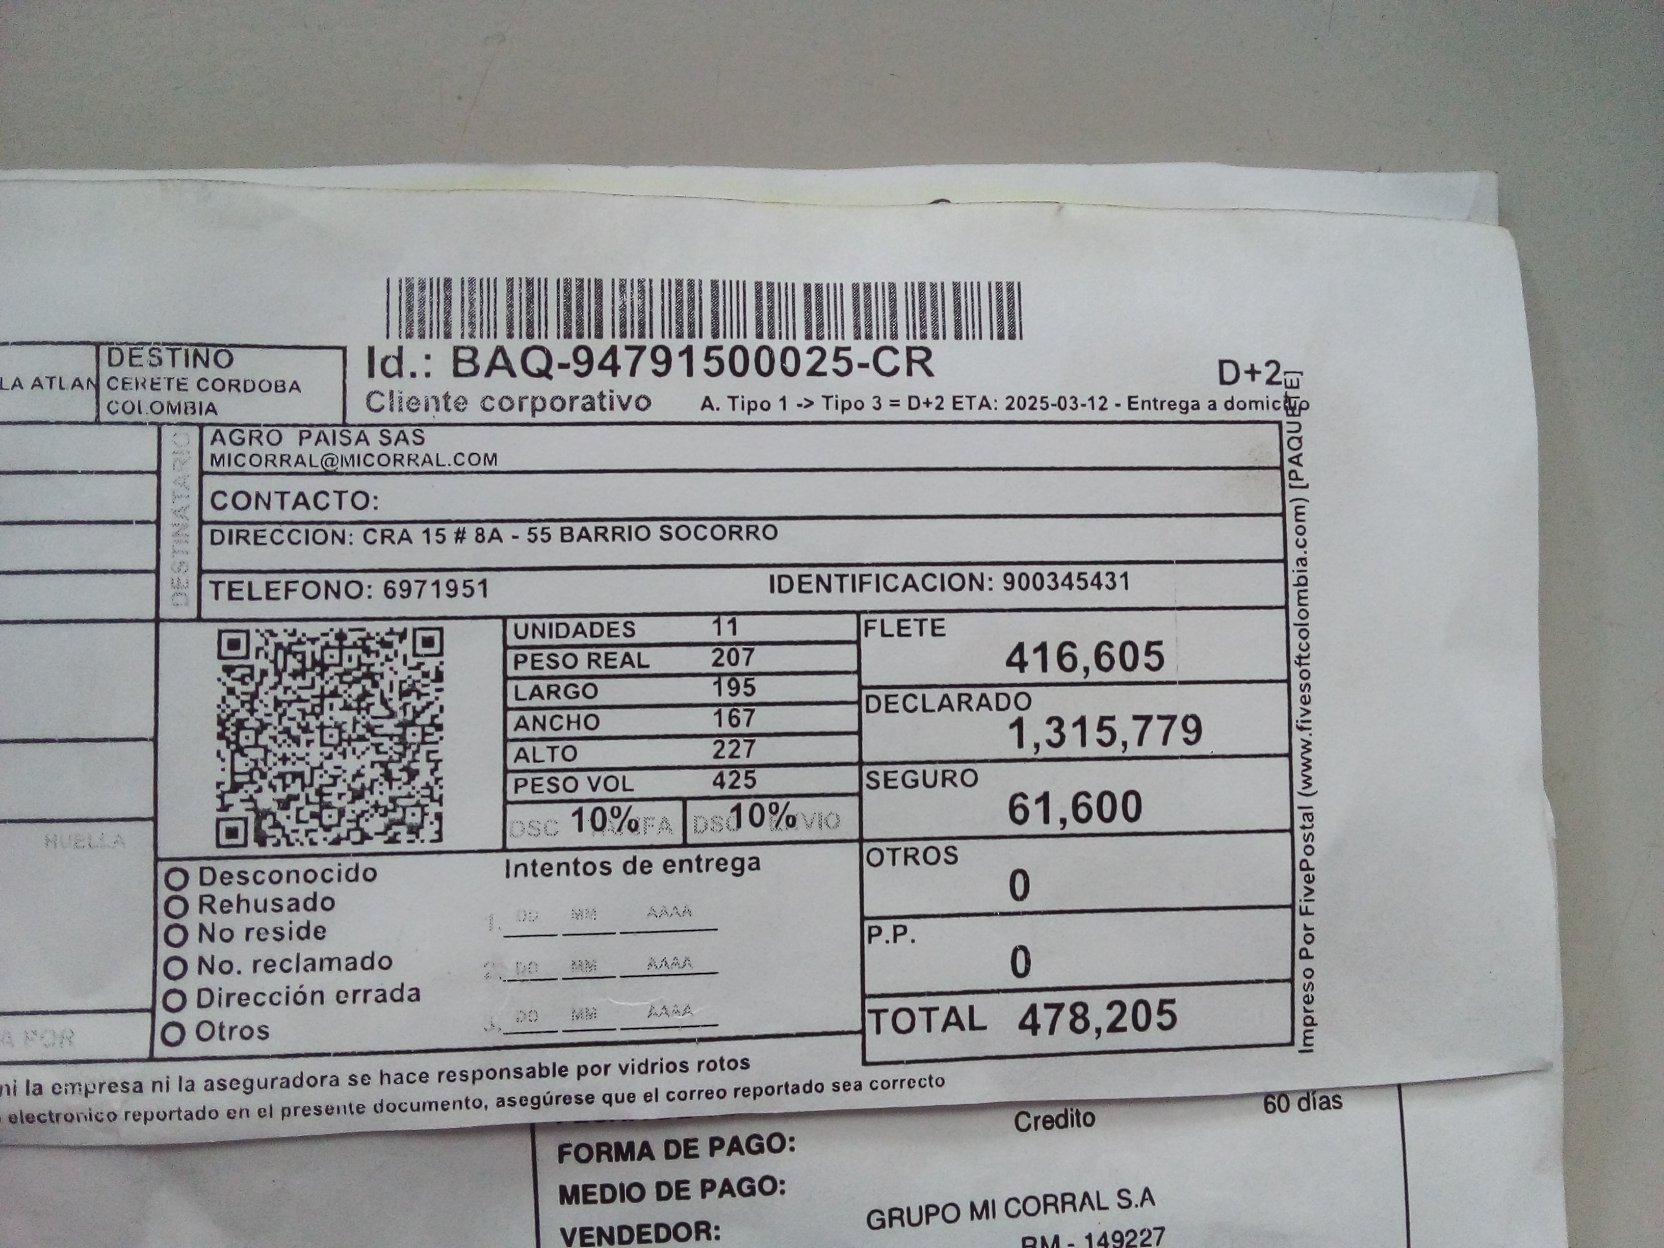 Id.: BAQ-94791500025-CR
D+2
Cliente corporativo
A. Tipo 1 -> Tipo 3 = D+2 ETA: 2025-03-12 - Entrega a domicilio
LA ATLAN
DESTINO
CERETE CORDOBA
COLOMBIA
DESTINATARIO
AGRO PAISA SAS
MICORRAL@MICORRAL.COM
CONTACTO:
DIRECCION: CRA 15 # 8A - 55 BARRIO SOCORRO
TELEFONO: 6971951 IDENTIFICACION: 900345431
UNIDADES 11
PESO REAL 207
LARGO 195
ANCHO 167
ALTO 227
PESO VOL 425
DSC 10%
DSC 10% ENVIO
FLETE
416,605
DECLARADO
1,315,779
SEGURO
61,600
OTROS
0
P.P.
0
TOTAL 478,205
HUELLA
A POR
Desconocido
Rehusado
No reside
No. reclamado
Dirección errada
Otros
Intentos de entrega
1. DD MM AAAA
2. DD MM AAAA
3. DD MM AAAA
Impreso Por FivePostal (www.fivesoftcolombia.com) [PAQUETE]
ni la empresa ni la aseguradora se hace responsable por vidrios rotos
electronico reportado en el presente documento, asegúrese que el correo reportado sea correcto
Credito 60 días
FORMA DE PAGO:
MEDIO DE PAGO:
VENDEDOR: GRUPO MI CORRAL S.A
RM - 149227